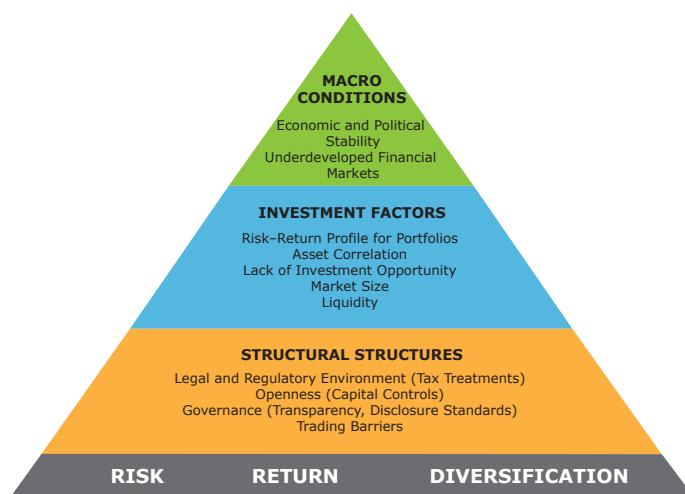 MACRO
CONDITIONS
Economic and Political
Stability
Underdeveloped Financial
Markets
INVESTMENT FACTORS
Risk–Return Profile for Portfolios
Asset Correlation
Lack of Investment Opportunity
Market Size
Liquidity
STRUCTURAL STRUCTURES
Legal and Regulatory Environment (Tax Treatments)
Openness (Capital Controls)
Governance (Transparency, Disclosure Standards)
Trading Barriers
RISK RETURN DIVERSIFICATION